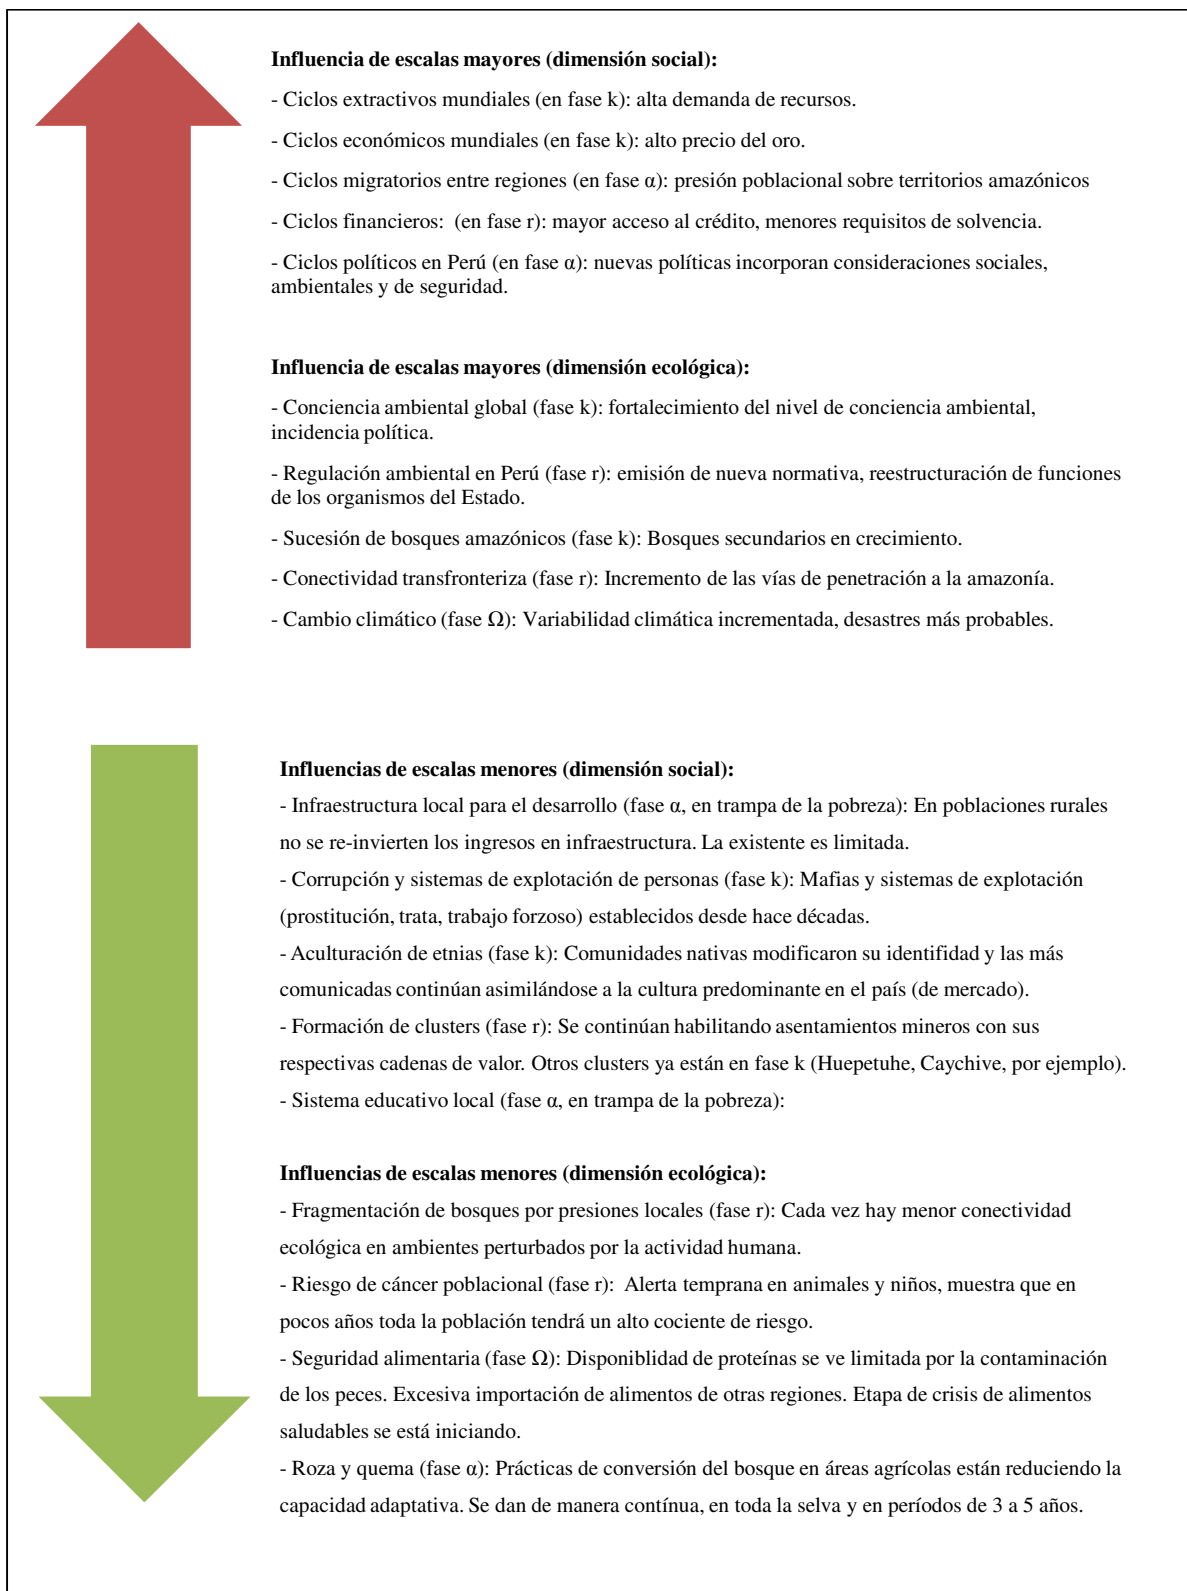 Influencia de escalas mayores (dimensión social):
- Ciclos extractivos mundiales (en fase k): alta demanda de recursos.
- Ciclos económicos mundiales (en fase k): alto precio del oro.
- Ciclos migratorios entre regiones (en fase α): presión poblacional sobre territorios amazónicos
- Ciclos financieros:  (en fase r): mayor acceso al crédito, menores requisitos de solvencia.
- Ciclos políticos en Perú (en fase α): nuevas políticas incorporan consideraciones sociales,
ambientales y de seguridad.
Influencia de escalas mayores (dimensión ecológica):
- Conciencia ambiental global (fase k): fortalecimiento del nivel de conciencia ambiental,
incidencia política.
- Regulación ambiental en Perú (fase r): emisión de nueva normativa, reestructuración de funciones
de los organismos del Estado.
- Sucesión de bosques amazónicos (fase k): Bosques secundarios en crecimiento.
- Conectividad transfronteriza (fase r): Incremento de las vías de penetración a la amazonía.
- Cambio climático (fase Ω): Variabilidad climática incrementada, desastres más probables.
Influencias de escalas menores (dimensión social):
- Infraestructura local para el desarrollo (fase α, en trampa de la pobreza): En poblaciones rurales
no se re-invierten los ingresos en infraestructura. La existente es limitada.
- Corrupción y sistemas de explotación de personas (fase k): Mafias y sistemas de explotación
(prostitución, trata, trabajo forzoso) establecidos desde hace décadas.
- Aculturación de etnias (fase k): Comunidades nativas modificaron su identifidad y las más
comunicadas continúan asimilándose a la cultura predominante en el país (de mercado).
- Formación de clusters (fase r): Se continúan habilitando asentamientos mineros con sus
respectivas cadenas de valor. Otros clusters ya están en fase k (Huepetuhe, Caychive, por ejemplo).
- Sistema educativo local (fase α, en trampa de la pobreza):
Influencias de escalas menores (dimensión ecológica):
- Fragmentación de bosques por presiones locales (fase r): Cada vez hay menor conectividad
ecológica en ambientes perturbados por la actividad humana.
- Riesgo de cáncer poblacional (fase r):  Alerta temprana en animales y niños, muestra que en
pocos años toda la población tendrá un alto cociente de riesgo.
- Seguridad alimentaria (fase Ω): Disponiblidad de proteínas se ve limitada por la contaminación
de los peces. Excesiva importación de alimentos de otras regiones. Etapa de crisis de alimentos
saludables se está iniciando.
- Roza y quema (fase α): Prácticas de conversión del bosque en áreas agrícolas están reduciendo la
capacidad adaptativa. Se dan de manera contínua, en toda la selva y en períodos de 3 a 5 años.